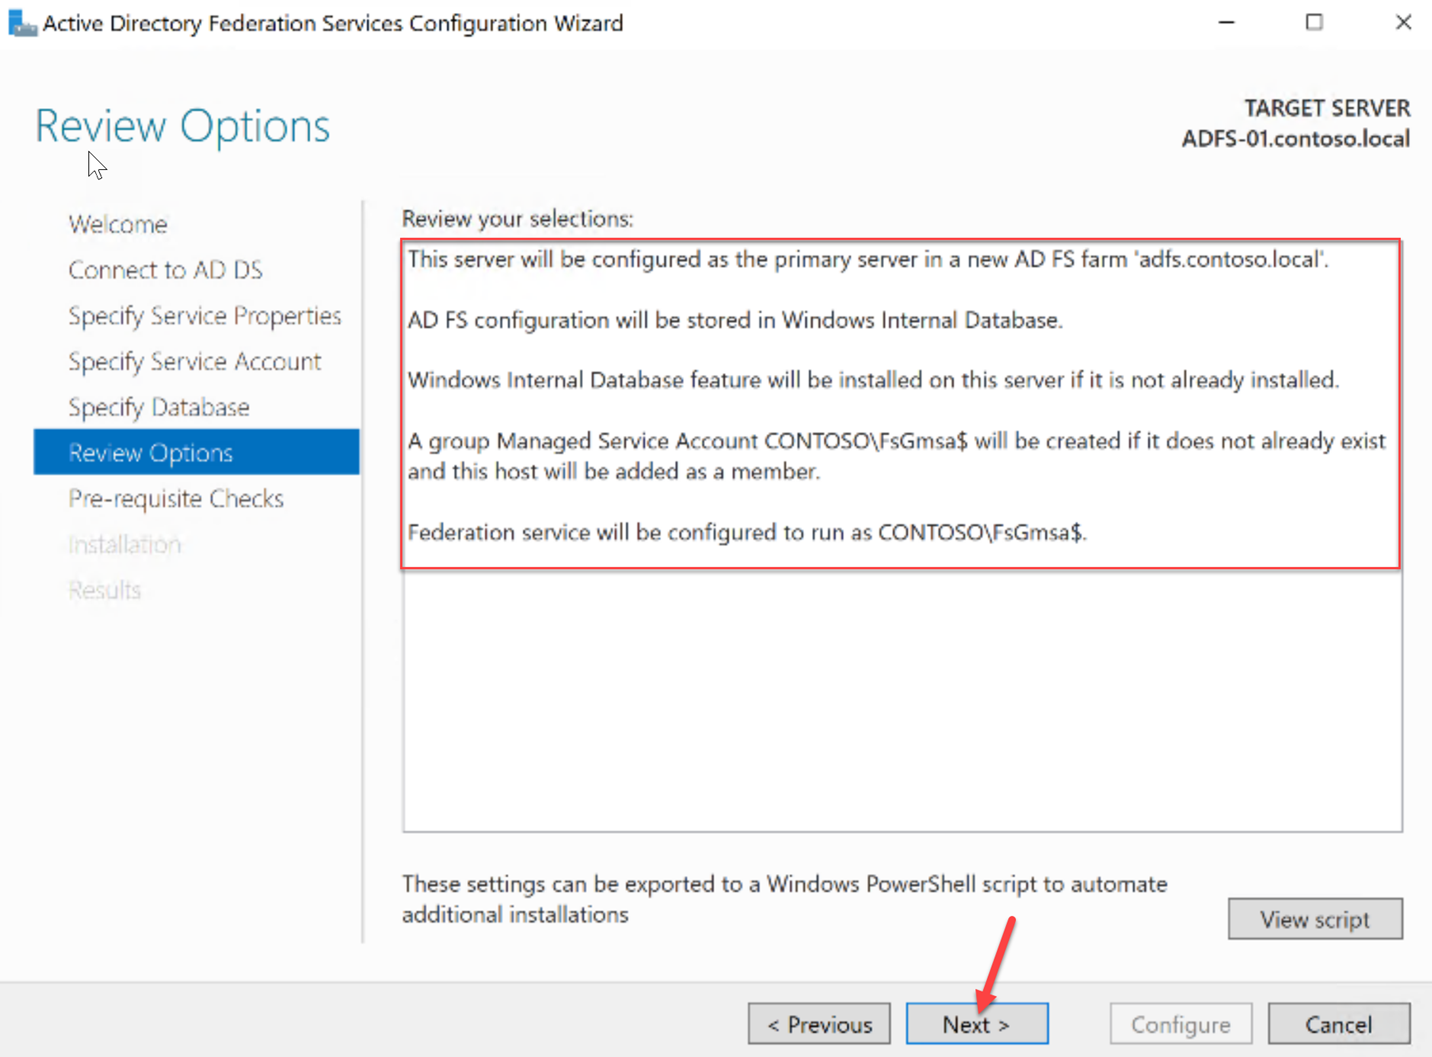 Active Directory Federation Services Configuration Wizard
Review Options
TARGET SERVER
ADFS-01.contoso.local
Welcome
Connect to AD DS
Specify Service Properties
Specify Service Account
Specify Database
Review Options
Pre-requisite Checks
Installation
Results
Review your selections:
This server will be configured as the primary server in a new AD FS farm 'adfs.contoso.local'.
AD FS configuration will be stored in Windows Internal Database.
Windows Internal Database feature will be installed on this server if it is not already installed.
A group Managed Service Account CONTOSO\FsGmsa$ will be created if it does not already exist
and this host will be added as a member.
Federation service will be configured to run as CONTOSO\FsGmsa$.
These settings can be exported to a Windows PowerShell script to automate
additional installations
View script
< Previous
Next >
Configure
Cancel